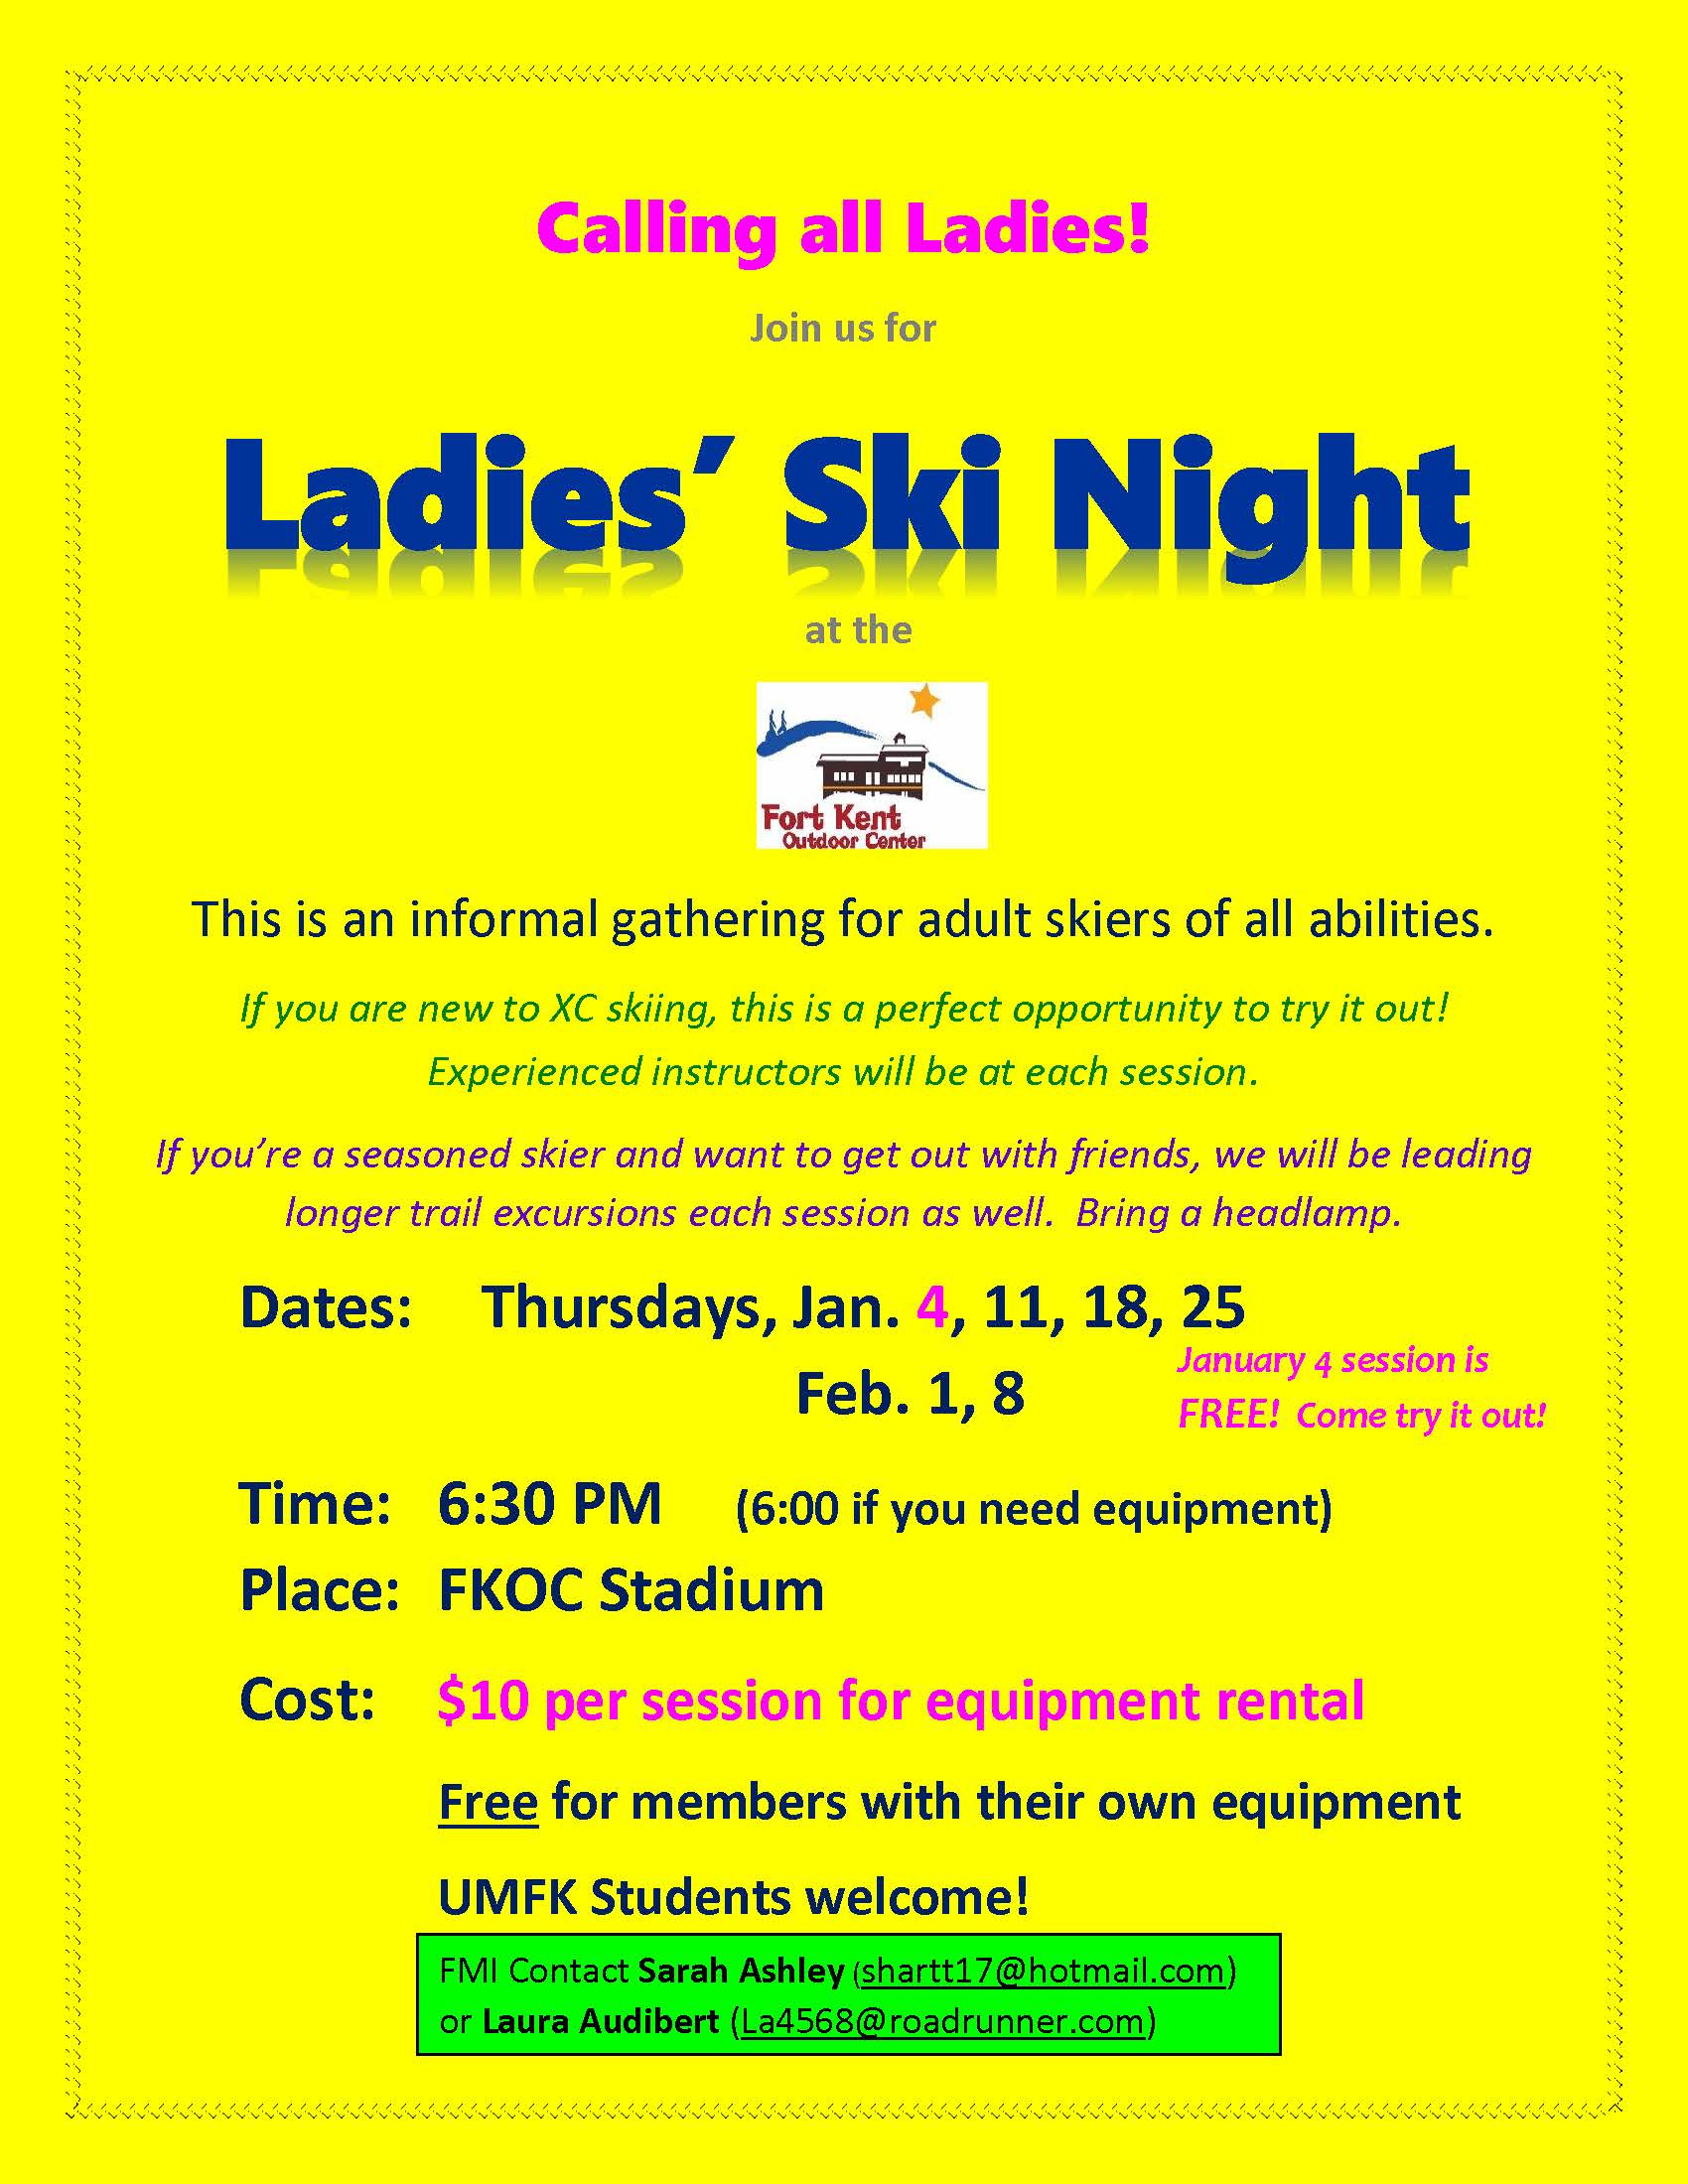 Calling all Ladies!
Join us for
Ladies’ Ski Night
at the
Fort Kent
Outdoor Center
This is an informal gathering for adult skiers of all abilities.
If you are new to XC skiing, this is a perfect opportunity to try it out!
Experienced instructors will be at each session.
If you’re a seasoned skier and want to get out with friends, we will be leading
longer trail excursions each session as well.  Bring a headlamp.
Dates: Thursdays, Jan. 4, 11, 18, 25
Feb. 1, 8
January 4 session is
FREE!  Come try it out!
Time: 6:30 PM (6:00 if you need equipment)
Place: FKOC Stadium
Cost: $10 per session for equipment rental
Free for members with their own equipment
UMFK Students welcome!
FMI Contact Sarah Ashley (shartt17@hotmail.com)
or Laura Audibert (La4568@roadrunner.com)